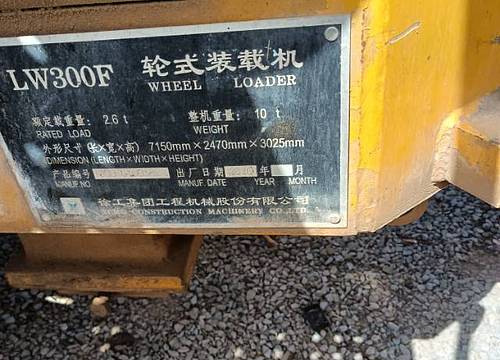 LW300F 轮式装载机
WHEEL LOADER
额定载重量: 2.6 t 整机重量: 10 t
RATED LOAD WEIGHT
外形尺寸(长×宽×高) 7150mm×2470mm×3025mm
(DIMENSION (LENGTH×WIDTH×HEIGHT)
产品编号 出厂日期 年 月
MANUF.NO MANUF. DATE YEAR MONTH
徐工集团工程机械股份有限公司
XCMG CONSTRUCTION MACHINERY CO.,LTD.